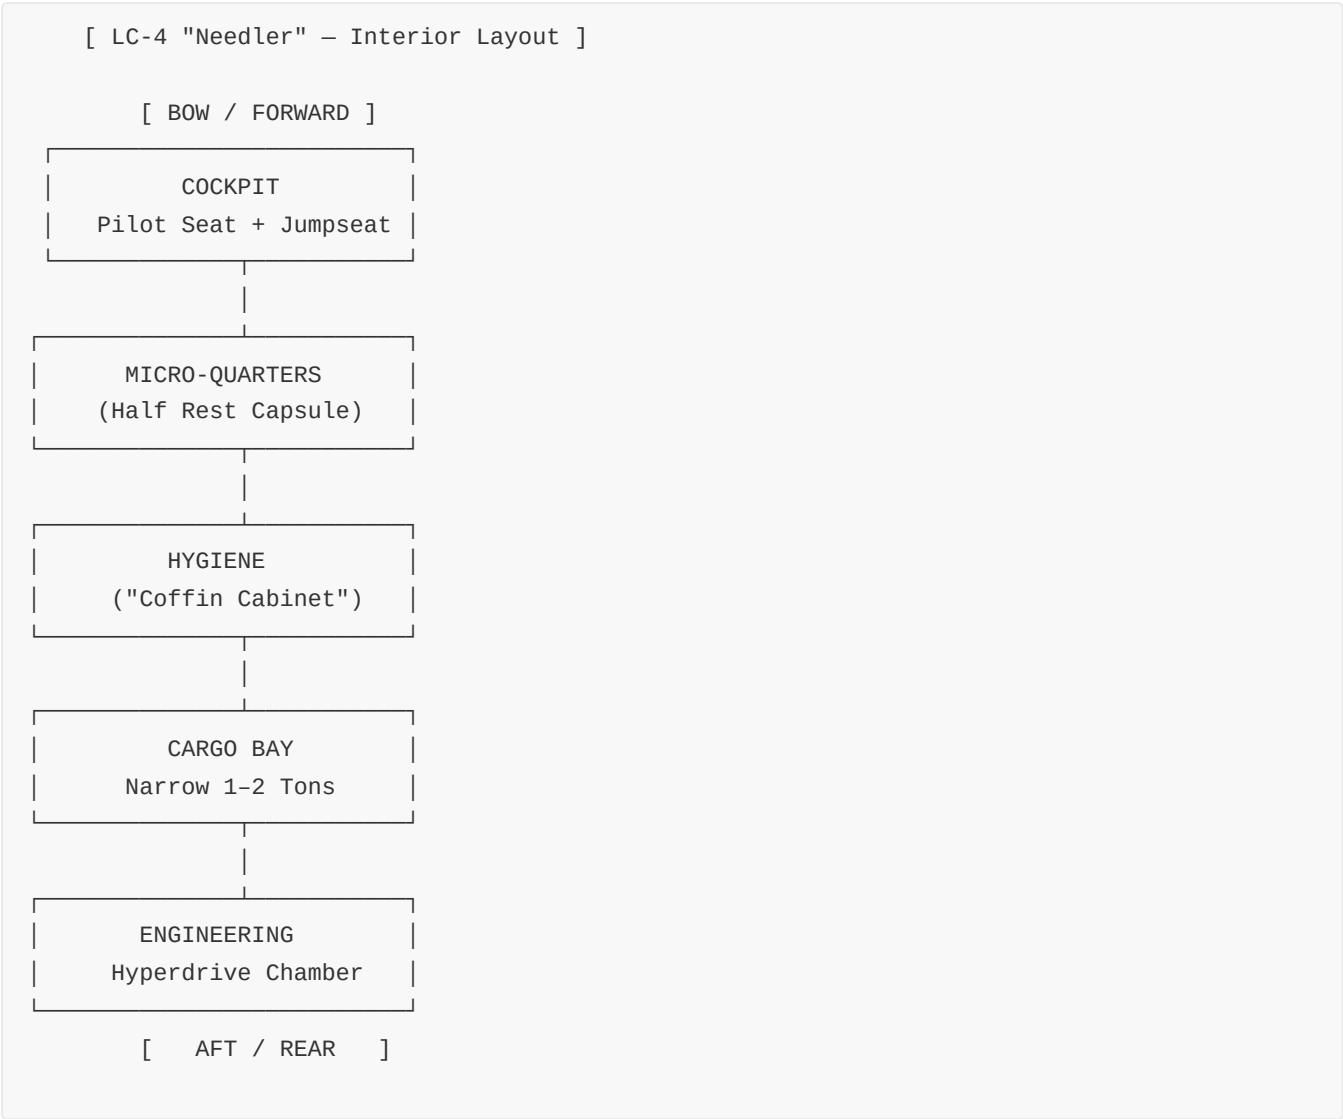 [ LC-4 "Needler" — Interior Layout ]
[ BOW / FORWARD ]
COCKPIT
Pilot Seat + Jumpseat
MICRO-QUARTERS
(Half Rest Capsule)
HYGIENE
("Coffin Cabinet")
CARGO BAY
Narrow 1–2 Tons
ENGINEERING
Hyperdrive Chamber
[ AFT / REAR ]